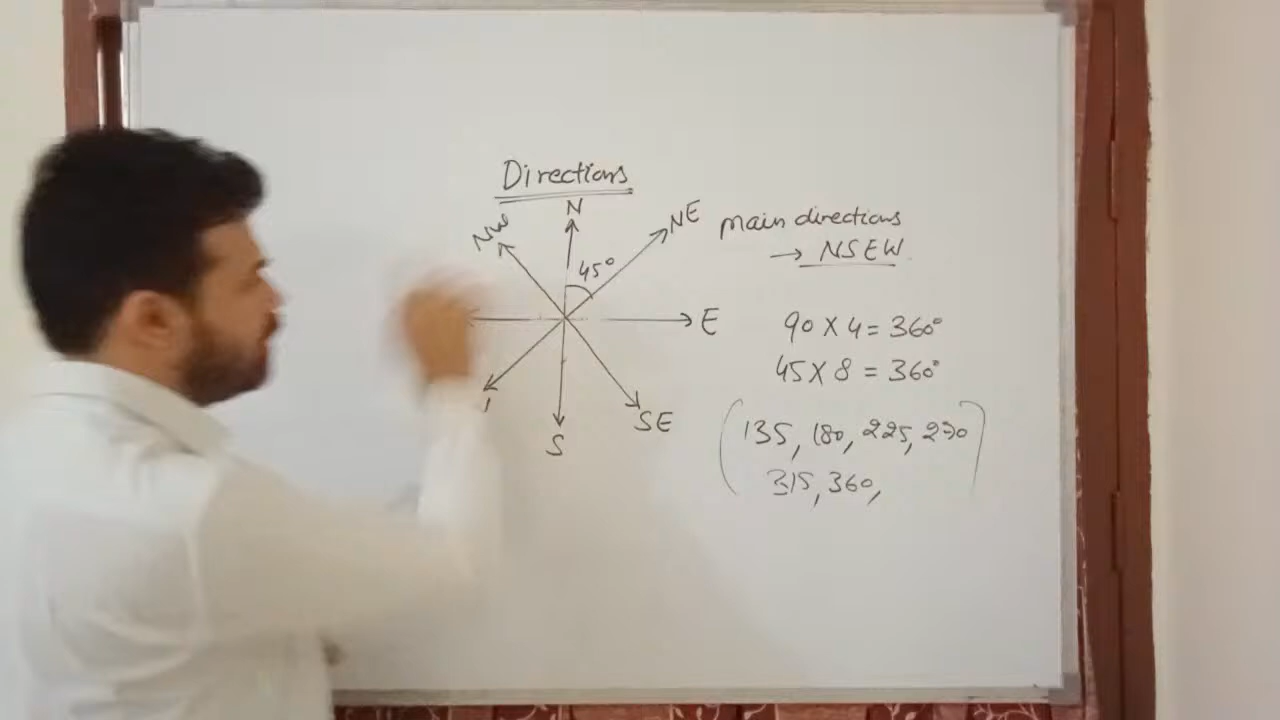 Directions
N
NW
NE
45°
E
SE
S
main directions
→ NSEW
90 X 4 = 360°
45 X 8 = 360°
(135, 180, 225, 270
315, 360, )